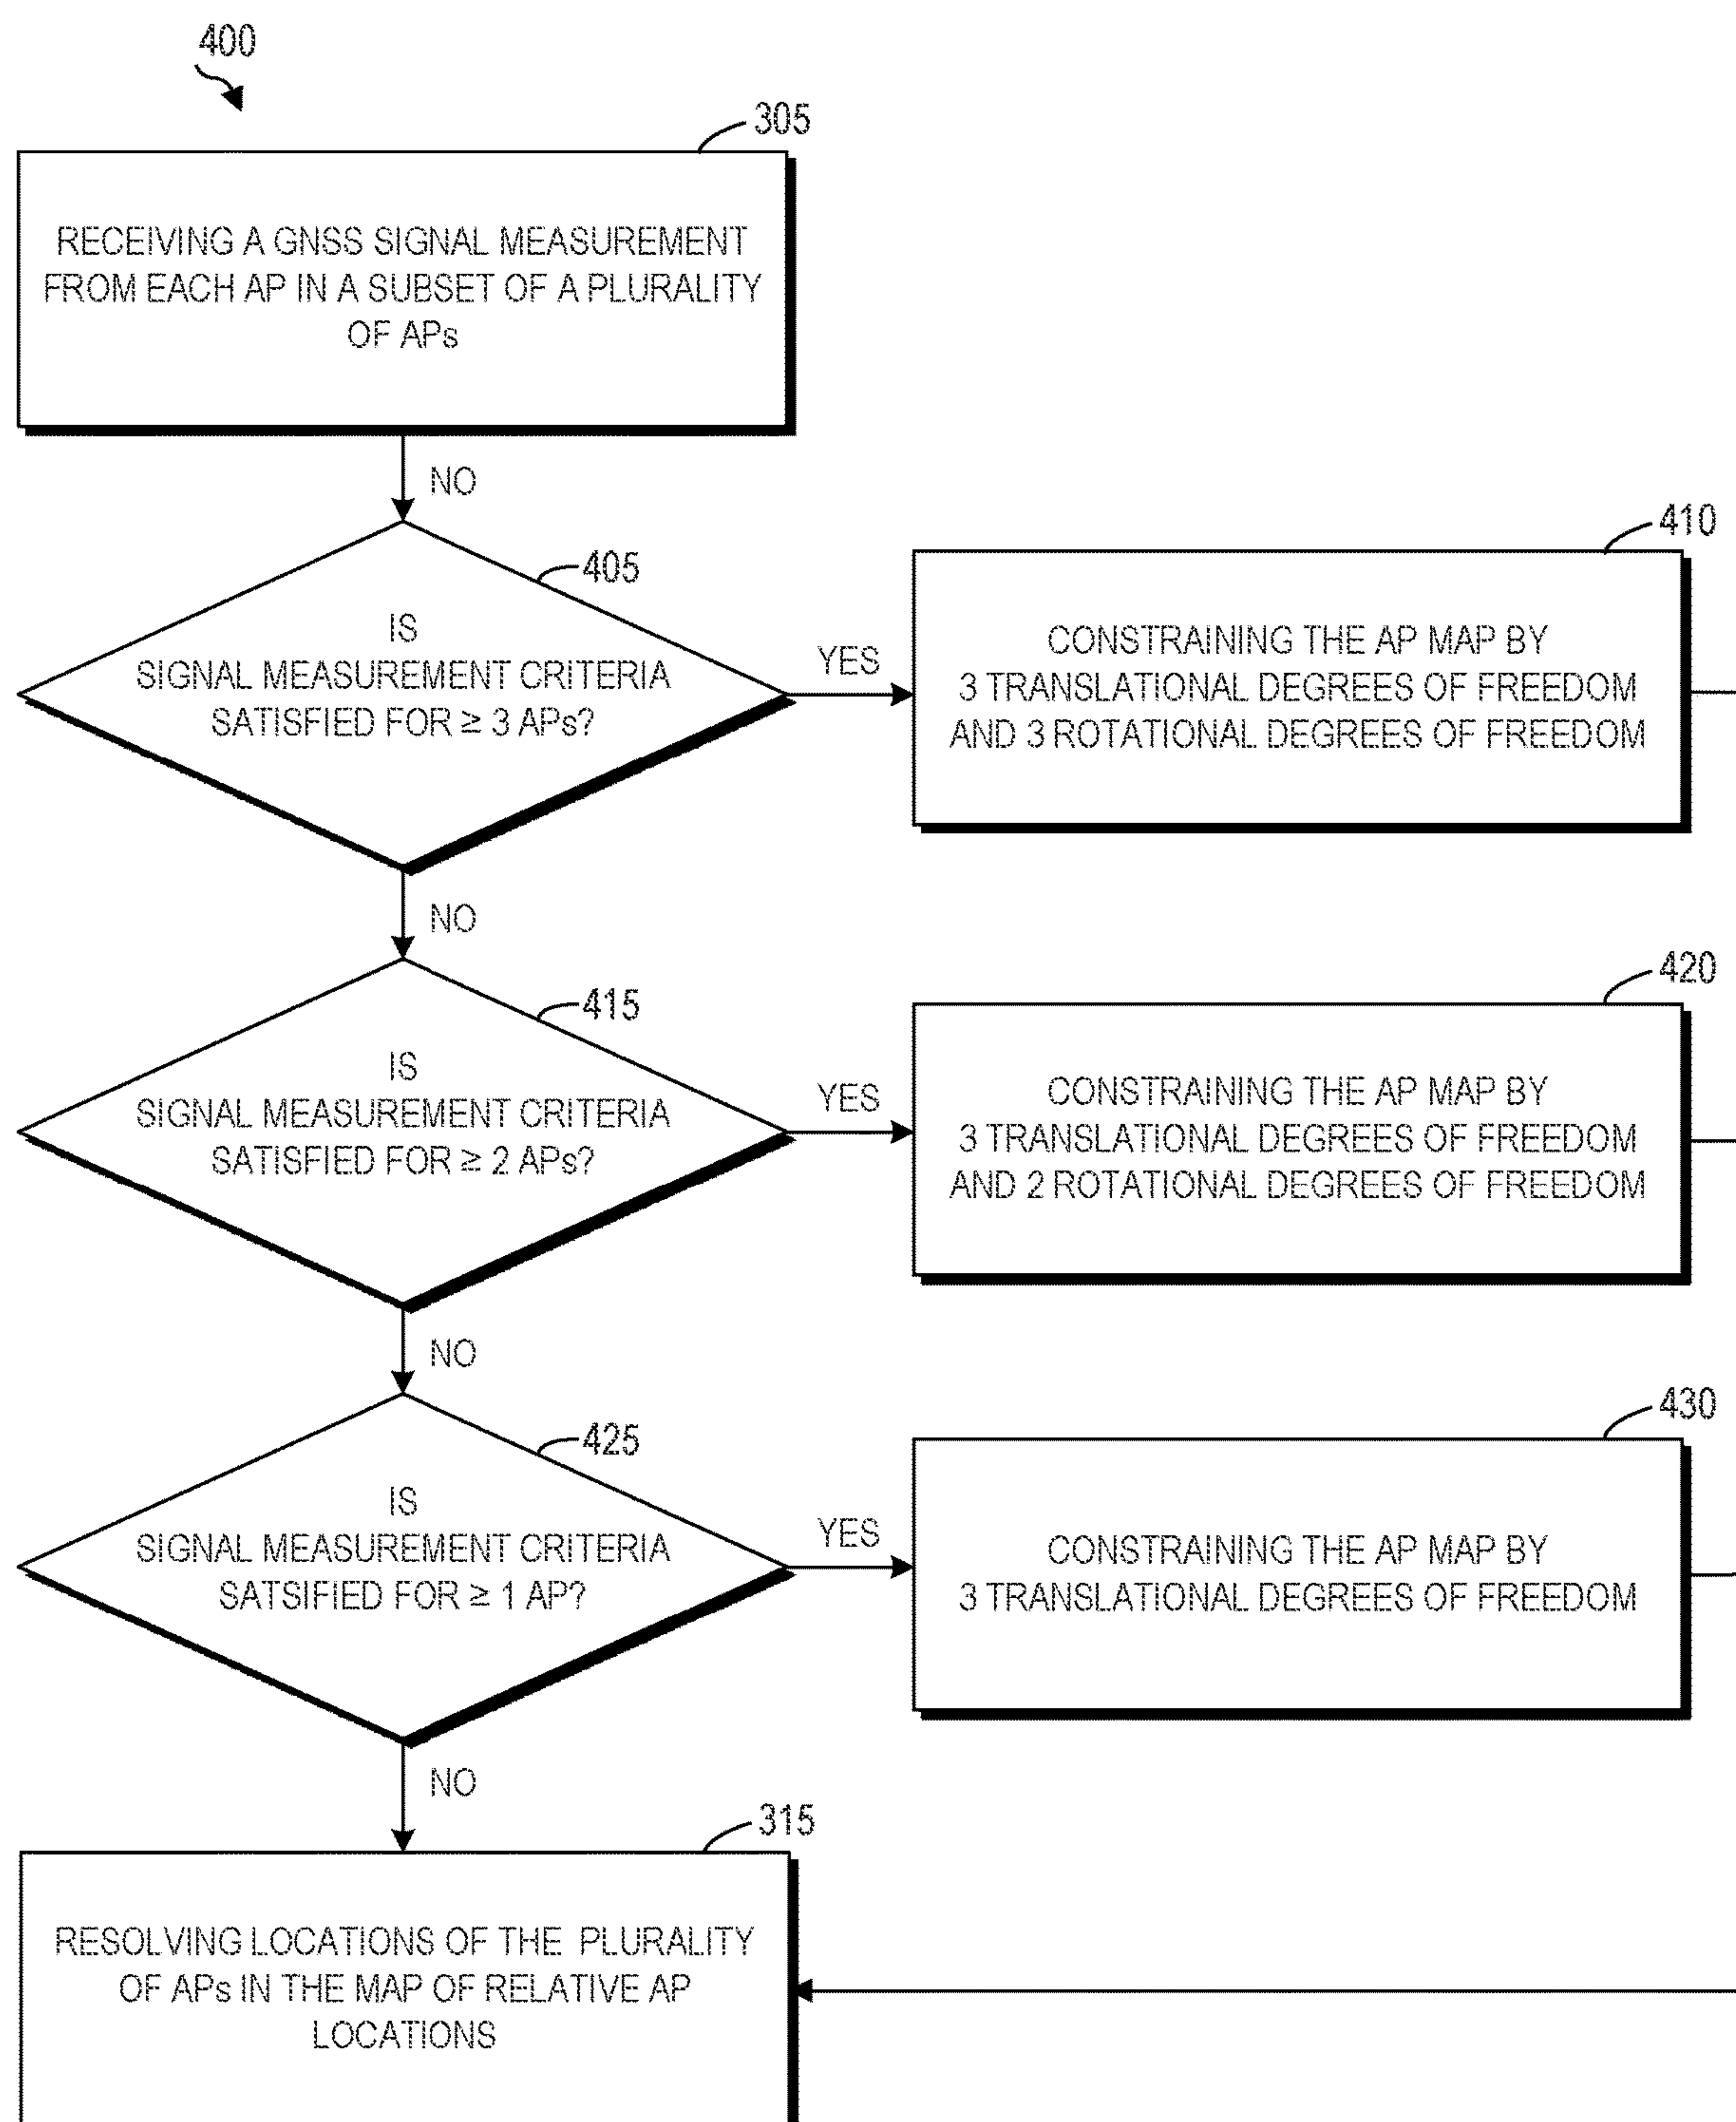 400
305
RECEIVING A GNSS SIGNAL MEASUREMENT
FROM EACH AP IN A SUBSET OF A PLURALITY
OF APs
NO
405
IS
SIGNAL MEASUREMENT CRITERIA
SATISFIED FOR ≥ 3 APs?
YES
410
CONSTRAINING THE AP MAP BY
3 TRANSLATIONAL DEGREES OF FREEDOM
AND 3 ROTATIONAL DEGREES OF FREEDOM
NO
415
IS
SIGNAL MEASUREMENT CRITERIA
SATISFIED FOR ≥ 2 APs?
YES
420
CONSTRAINING THE AP MAP BY
3 TRANSLATIONAL DEGREES OF FREEDOM
AND 2 ROTATIONAL DEGREES OF FREEDOM
NO
425
IS
SIGNAL MEASUREMENT CRITERIA
SATSIFIED FOR ≥ 1 AP?
YES
430
CONSTRAINING THE AP MAP BY
3 TRANSLATIONAL DEGREES OF FREEDOM
NO
315
RESOLVING LOCATIONS OF THE PLURALITY
OF APs IN THE MAP OF RELATIVE AP
LOCATIONS